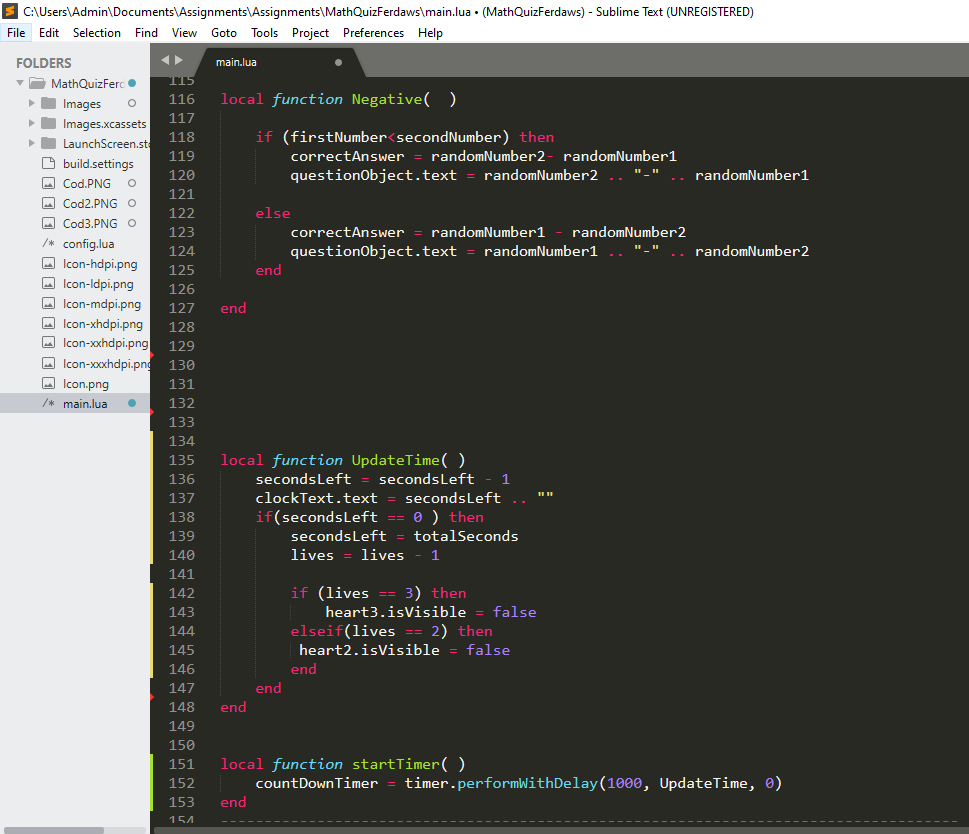 C:\Users\Admin\Documents\Assignments\Assignments\MathQuizFerdaws\main.lua • (MathQuizFerdaws) - Sublime Text (UNREGISTERED)
File Edit Selection Find View Goto Tools Project Preferences Help
FOLDERS
MathQuizFerd
Images
Images.xcassets
LaunchScreen.sto
build.settings
Cod.PNG
Cod2.PNG
Cod3.PNG
/* config.lua
Icon-hdpi.png
Icon-ldpi.png
Icon-mdpi.png
Icon-xhdpi.png
Icon-xxhdpi.png
Icon-xxxhdpi.png
Icon.png
/* main.lua
main.lua
115
116 local function Negative(  )
117
118     if (firstNumber<secondNumber) then
119         correctAnswer = randomNumber2- randomNumber1
120         questionObject.text = randomNumber2 .. "-" .. randomNumber1
121
122     else
123         correctAnswer = randomNumber1 - randomNumber2
124         questionObject.text = randomNumber1 .. "-" .. randomNumber2
125     end
126
127 end
128
129
130
131
132
133
134
135 local function UpdateTime( )
136     secondsLeft = secondsLeft - 1
137     clockText.text = secondsLeft .. ""
138     if(secondsLeft == 0 ) then
139         secondsLeft = totalSeconds
140         lives = lives - 1
141
142         if (lives == 3) then
143             heart3.isVisible = false
144         elseif(lives == 2) then
145          heart2.isVisible = false
146         end
147     end
148 end
149
150
151 local function startTimer( )
152     countDownTimer = timer.performWithDelay(1000, UpdateTime, 0)
153 end
154 ------------------------------------------------------------------------------------